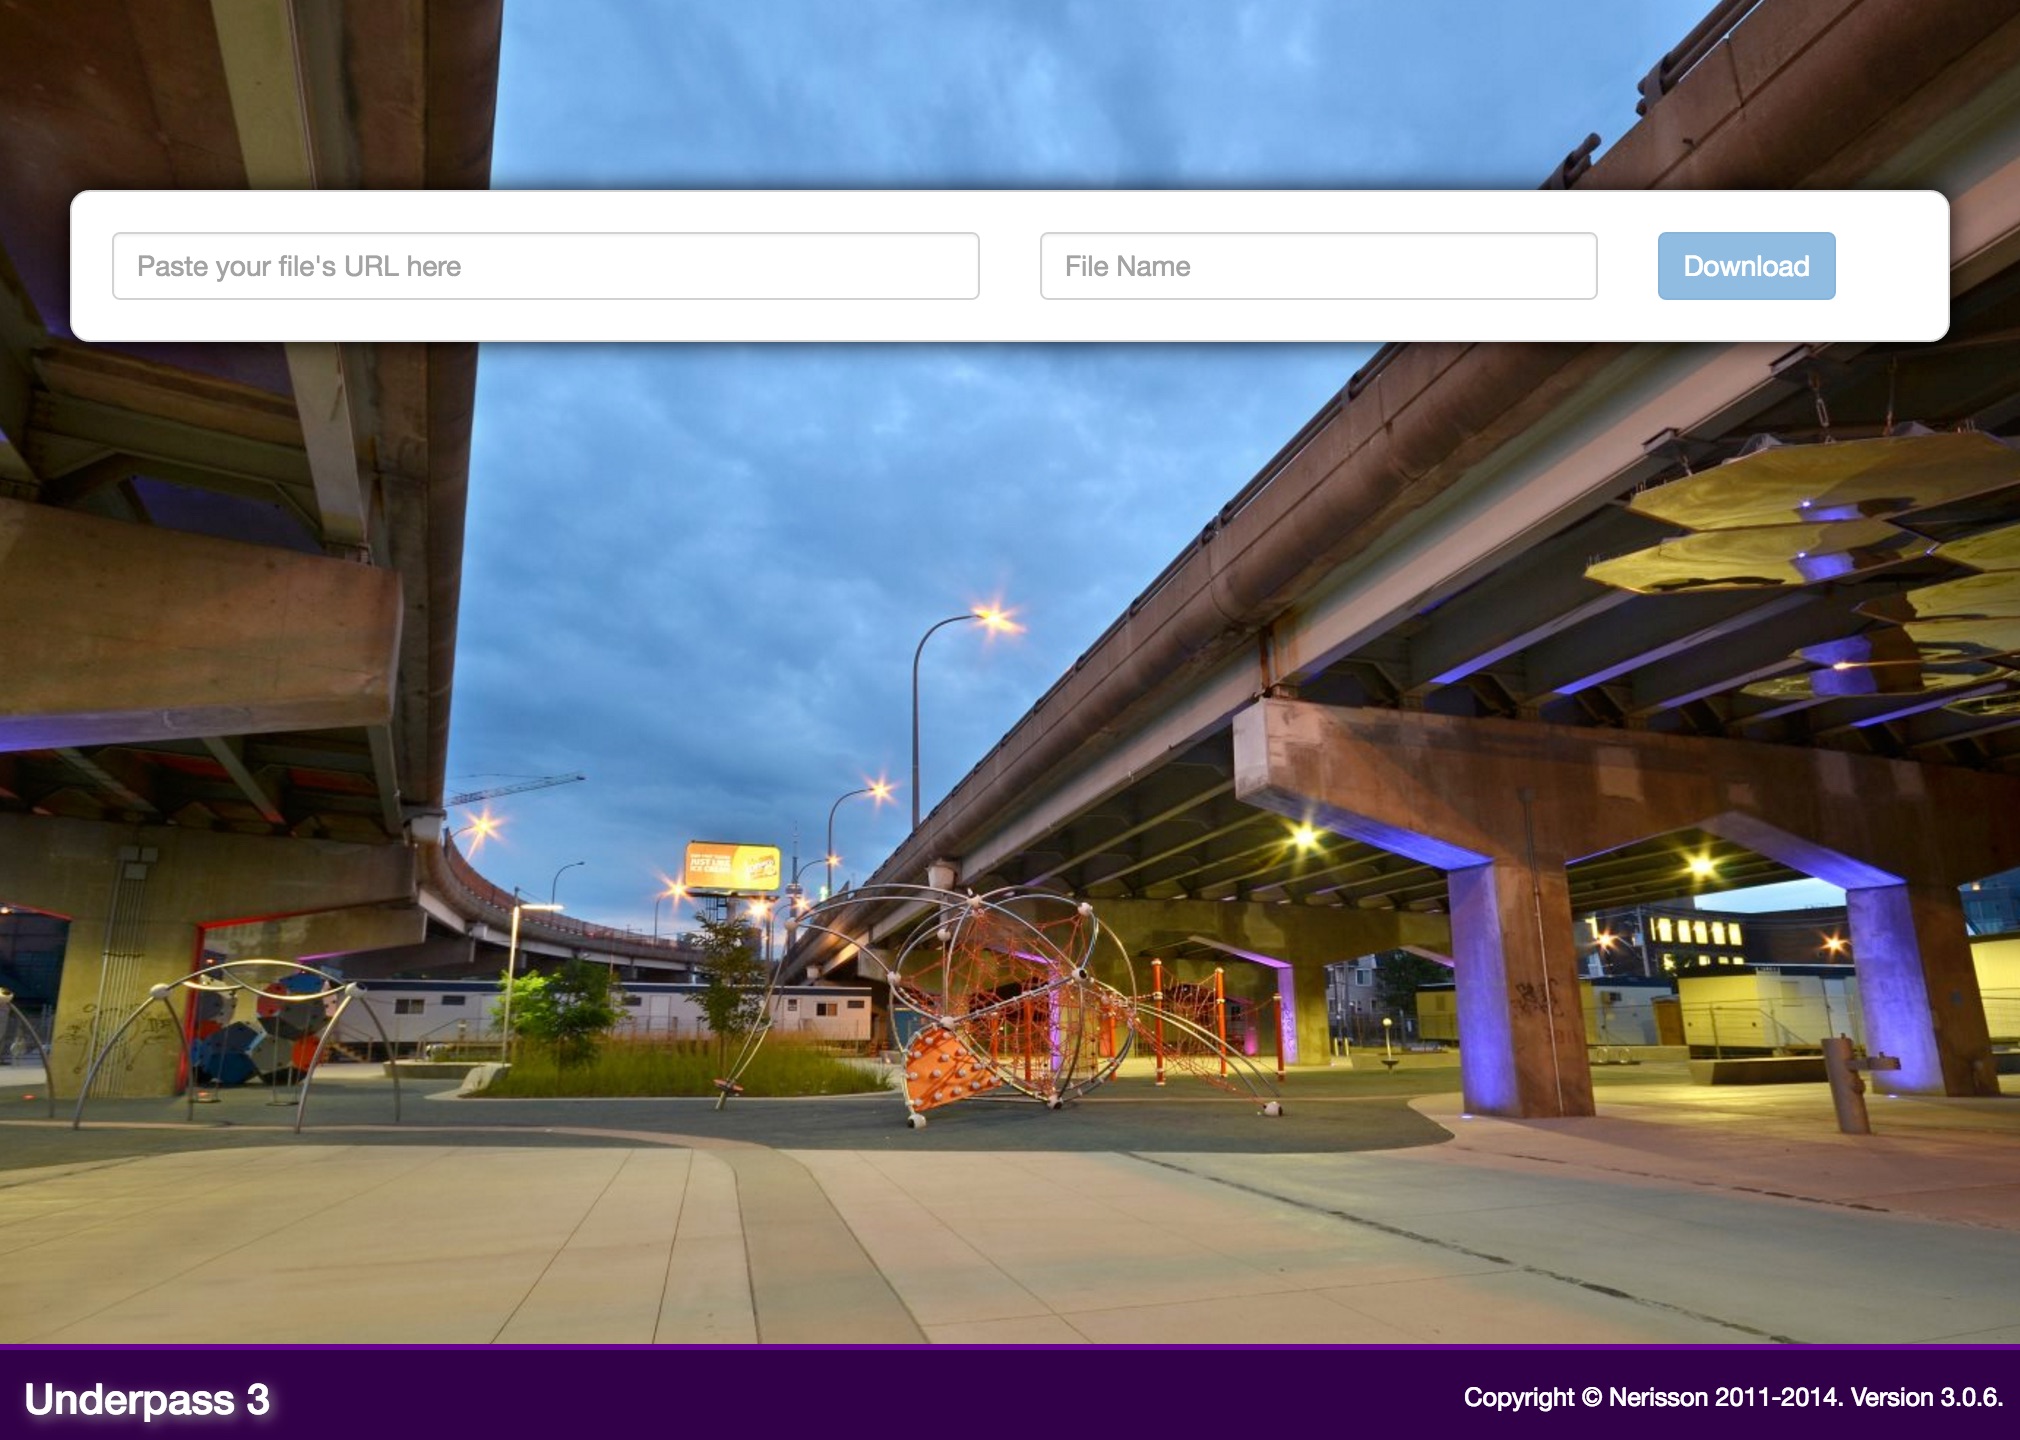 Paste your file's URL here
File Name
Download
JUST LIKE
ICE CREAM
Underpass 3
Copyright © Nerisson 2011-2014. Version 3.0.6.